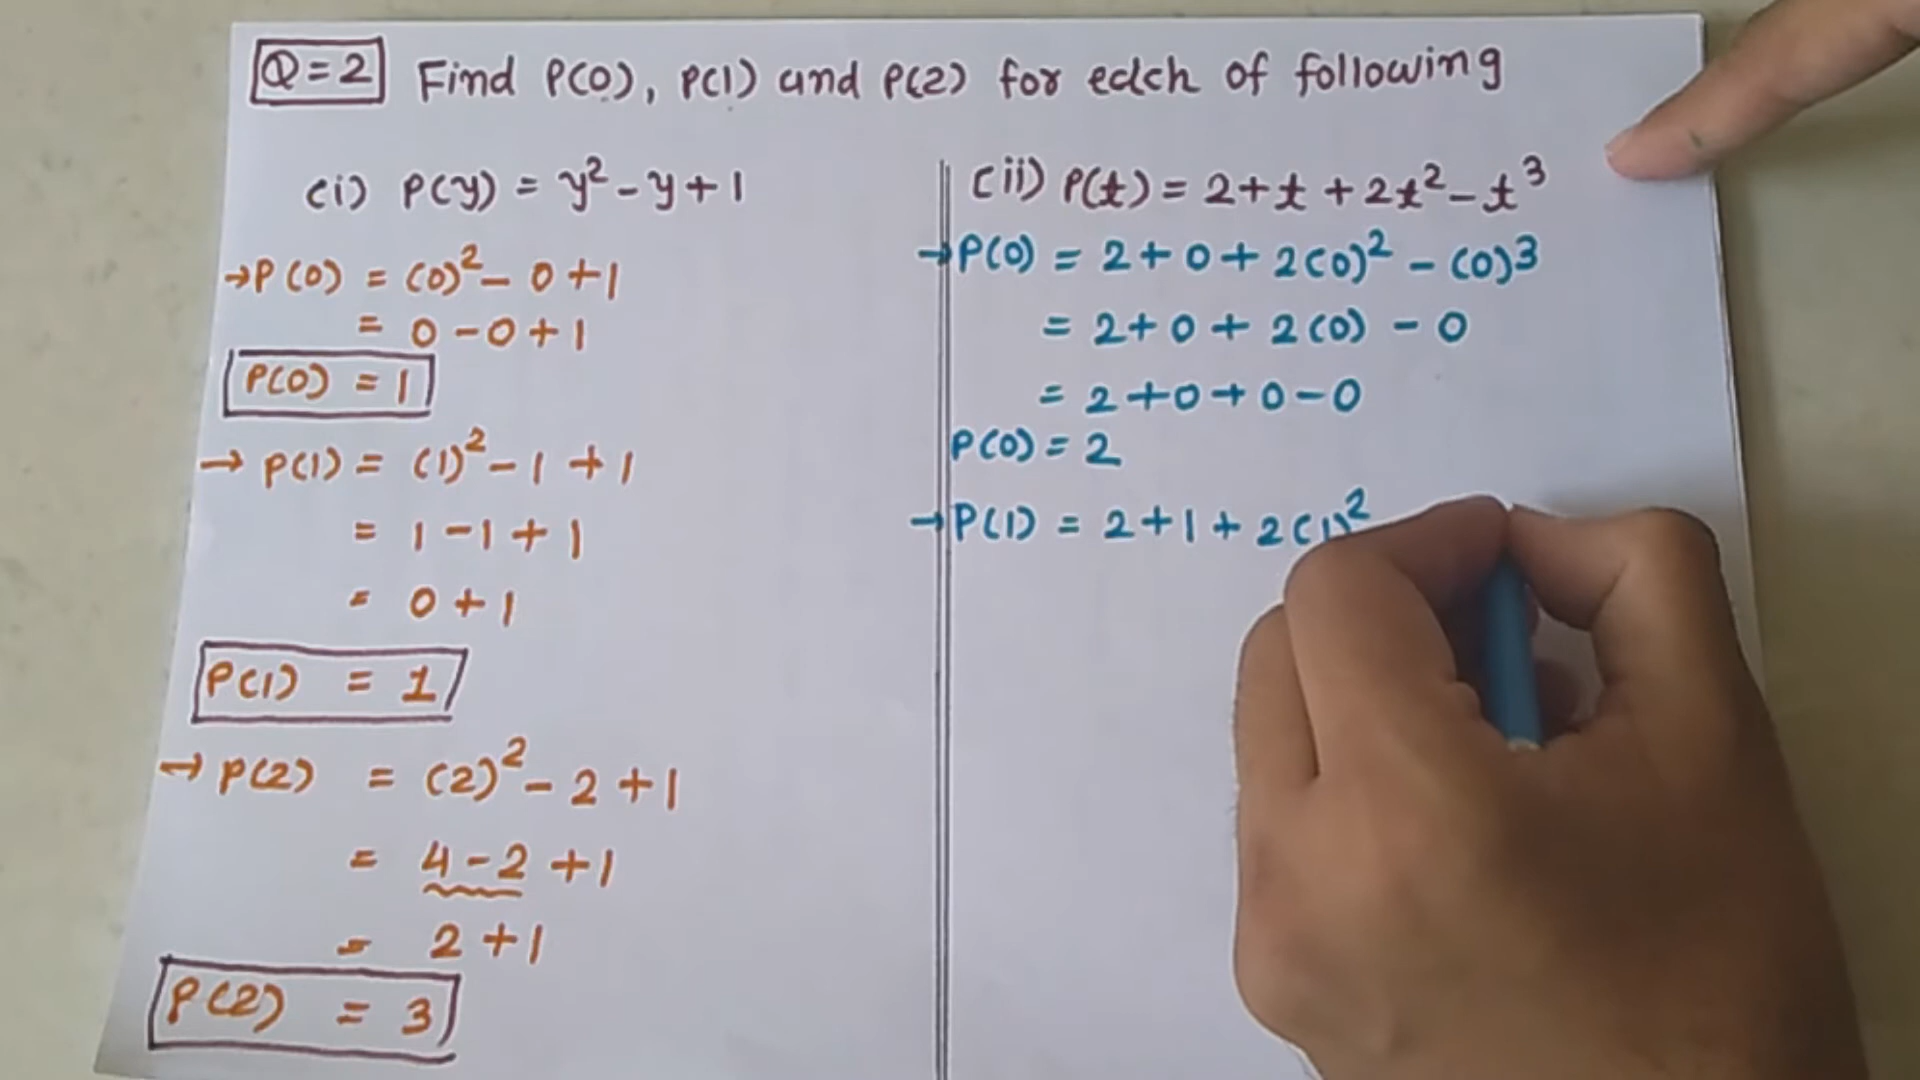 Q=2 Find P(0), P(1) and P(2) for each of following
(i) P(y) = y² - y + 1
→ P(0) = (0)² - 0 + 1
= 0 - 0 + 1
P(0) = 1
→ P(1) = (1)² - 1 + 1
= 1 - 1 + 1
= 0 + 1
P(1) = 1
→ P(2) = (2)² - 2 + 1
= 4 - 2 + 1
= 2 + 1
P(2) = 3
(ii) P(t) = 2 + t + 2t² - t³
→ P(0) = 2 + 0 + 2(0)² - (0)³
= 2 + 0 + 2(0) - 0
= 2 + 0 + 0 - 0
P(0) = 2
→ P(1) = 2 + 1 + 2(1)²